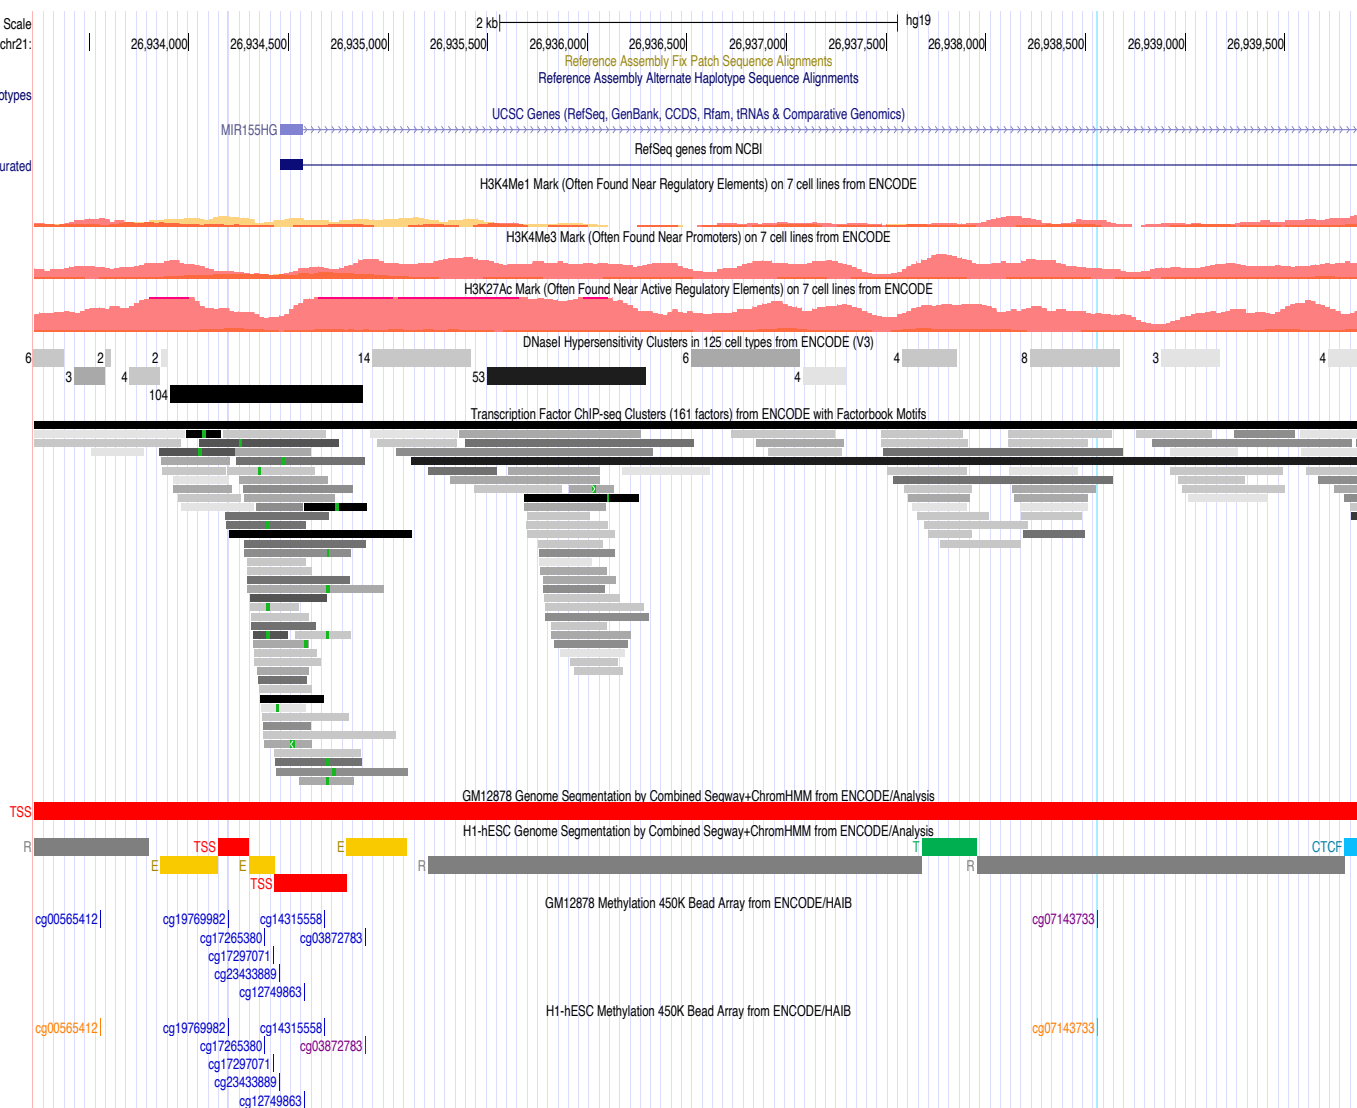 Scale 2 kb hg19
chr21: 26,934,000 26,934,500 26,935,000 26,935,500 26,936,000 26,936,500 26,937,000 26,937,500 26,938,000 26,938,500 26,939,000 26,939,500
Reference Assembly Fix Patch Sequence Alignments
Reference Assembly Alternate Haplotype Sequence Alignments
otypes
UCSC Genes (RefSeq, GenBank, CCDS, Rfam, tRNAs & Comparative Genomics)
MIR155HG
RefSeq genes from NCBI
urated
H3K4Me1 Mark (Often Found Near Regulatory Elements) on 7 cell lines from ENCODE
H3K4Me3 Mark (Often Found Near Promoters) on 7 cell lines from ENCODE
H3K27Ac Mark (Often Found Near Active Regulatory Elements) on 7 cell lines from ENCODE
DNaseI Hypersensitivity Clusters in 125 cell types from ENCODE (V3)
6 2 2 14 6 4 8 3 4
3 4 53 4
104
Transcription Factor ChIP-seq Clusters (161 factors) from ENCODE with Factorbook Motifs
GM12878 Genome Segmentation by Combined Segway+ChromHMM from ENCODE/Analysis
TSS
H1-hESC Genome Segmentation by Combined Segway+ChromHMM from ENCODE/Analysis
R TSS E T CTCF
E E R R
TSS
GM12878 Methylation 450K Bead Array from ENCODE/HAIB
cg00565412 cg19769982 cg14315558 cg07143733
cg17265380 cg03872783
cg17297071
cg23433889
cg12749863
H1-hESC Methylation 450K Bead Array from ENCODE/HAIB
cg00565412 cg19769982 cg14315558 cg07143733
cg17265380 cg03872783
cg17297071
cg23433889
cg12749863